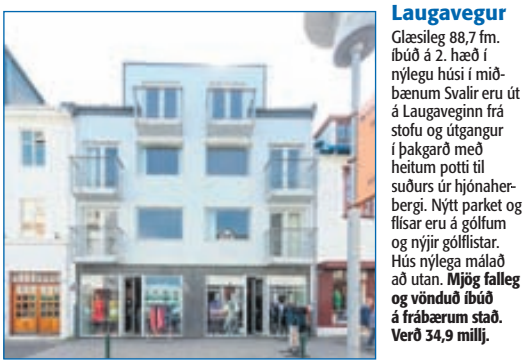 Laugavegur
Glæsileg 88,7 fm.
íbúð á 2. hæð í
nýlegu húsi í mið-
bænum Svalir eru út
á Laugaveginn frá
stofu og útgangur
í þakgarð með
heitum potti til
suðurs úr hjónaher-
bergi. Nýtt parket og
flísar eru á gólfum
og nýjir gólflistar.
Hús nýlega málað
að utan. Mjög falleg
og vönduð íbúð
á frábærum stað.
Verð 34,9 millj.